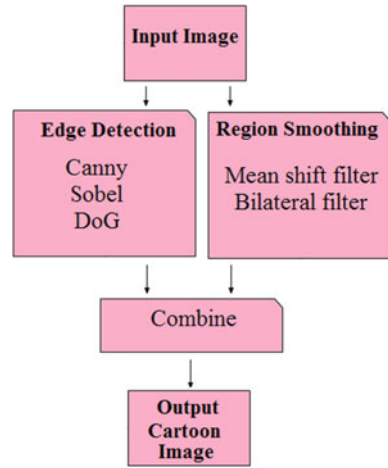 Input Image
Edge Detection
Canny
Sobel
DoG
Region Smoothing
Mean shift filter
Bilateral filter
Combine
Output
Cartoon
Image